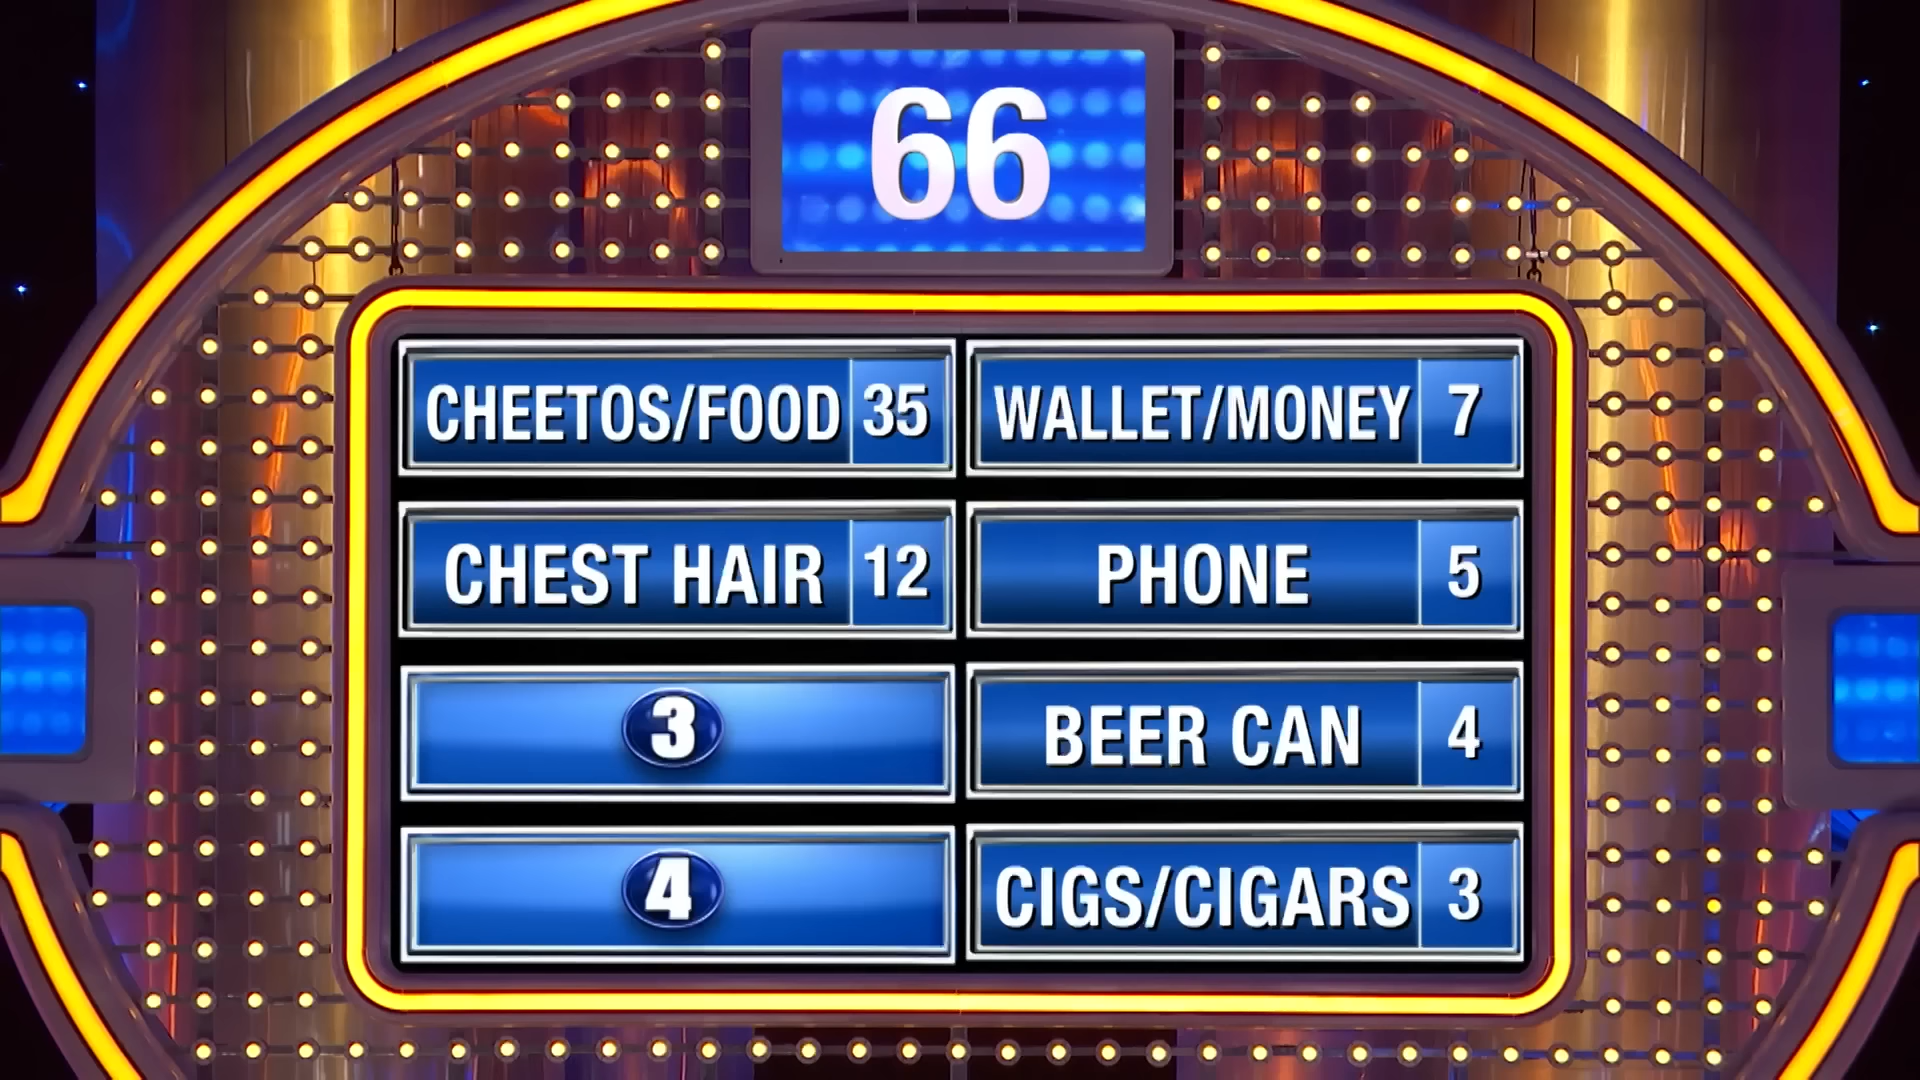 66
CHEETOS/FOOD 35
WALLET/MONEY 7
CHEST HAIR 12
PHONE 5
3
BEER CAN 4
4
CIGS/CIGARS 3